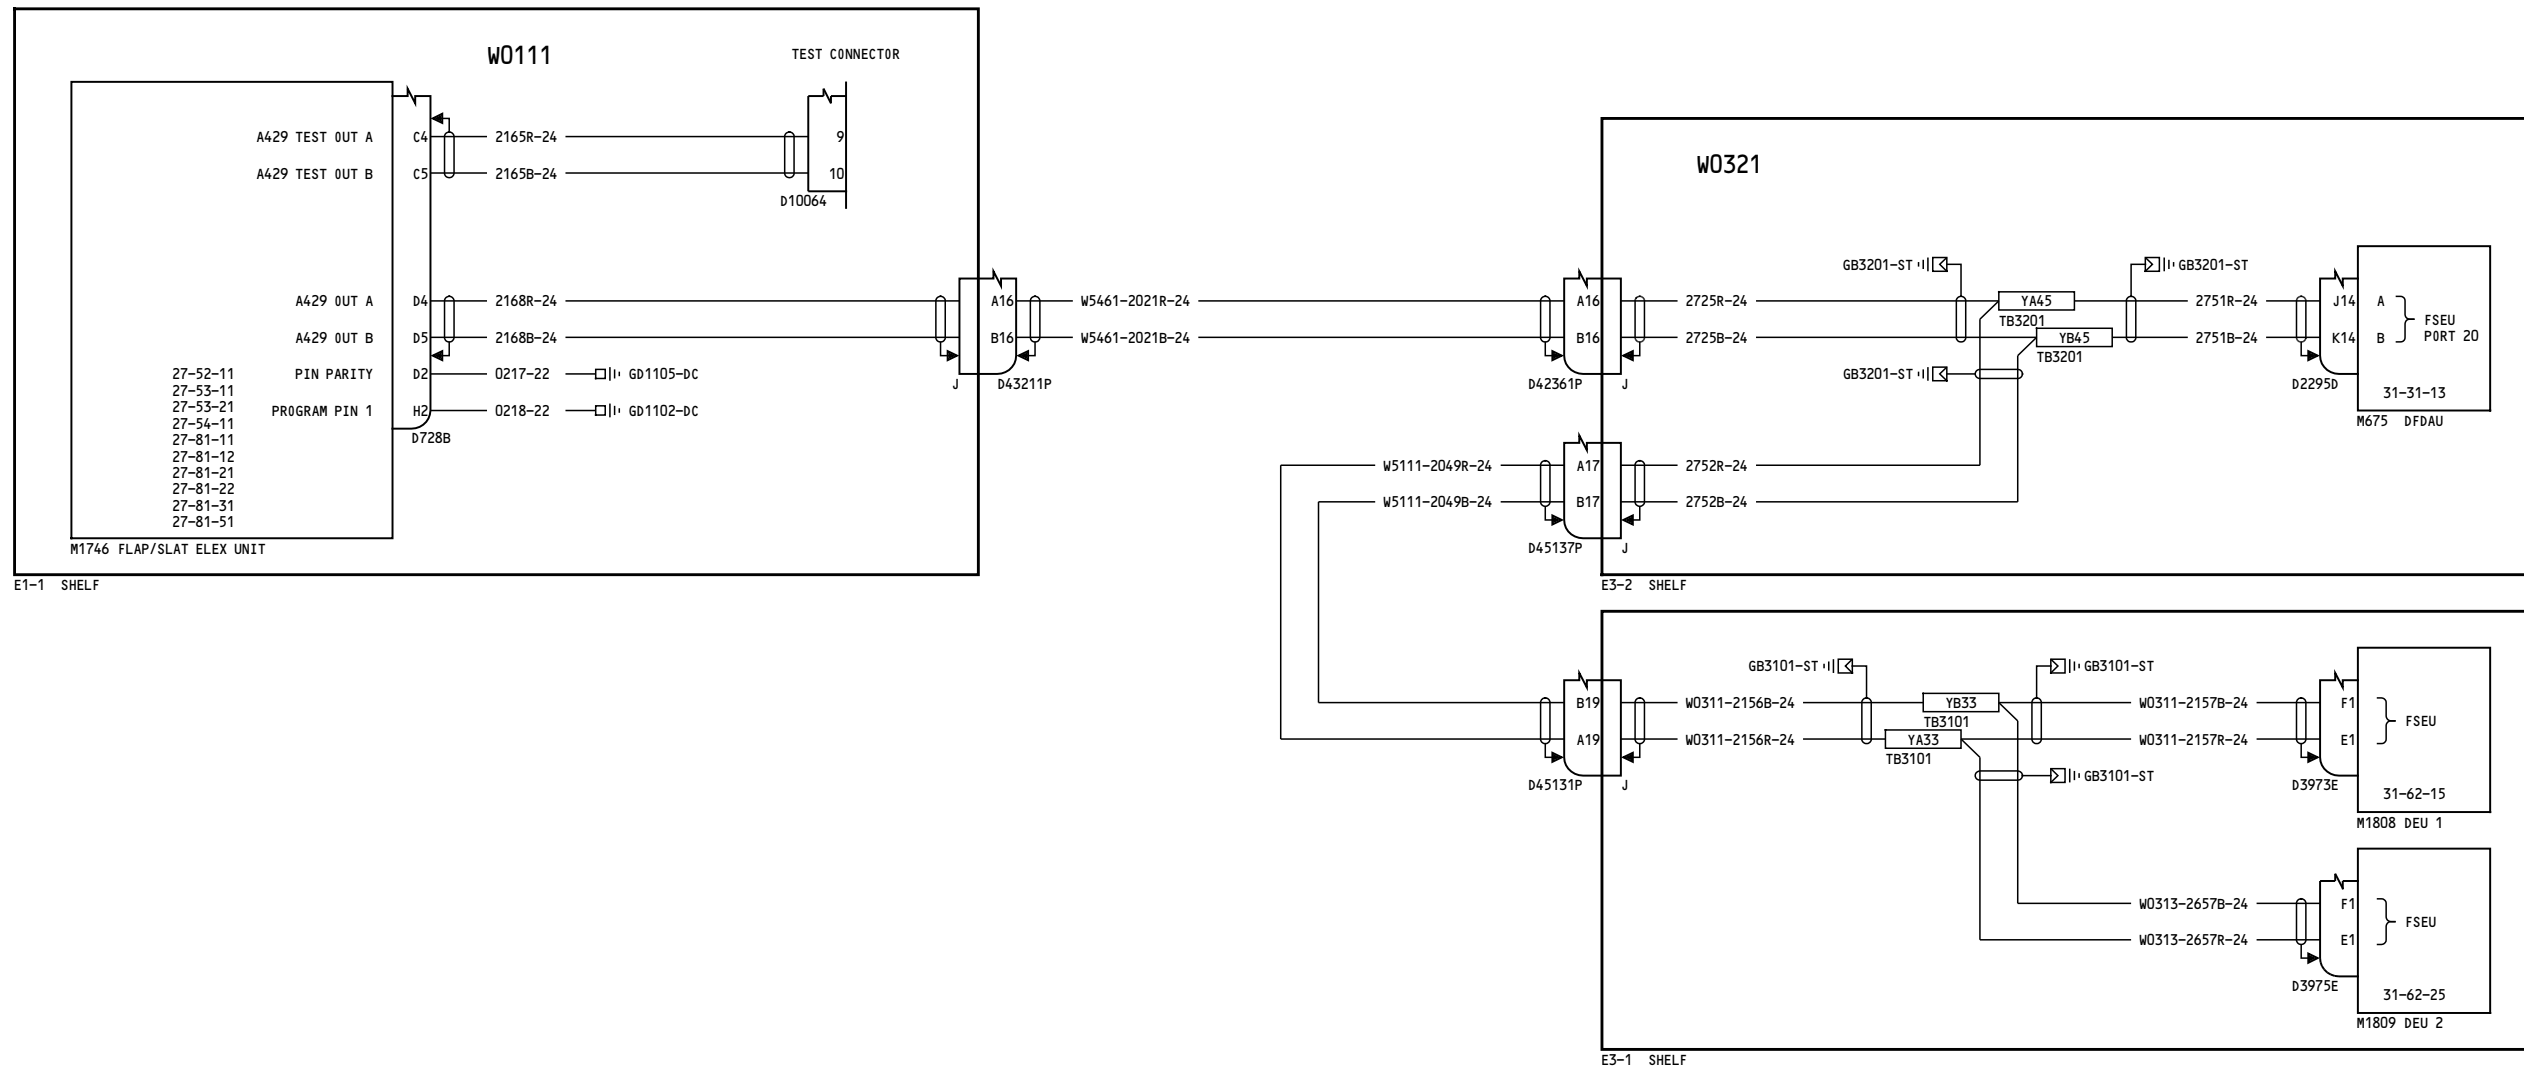 W0111
TEST CONNECTOR
A429 TEST OUT A C4 2165R-24 9
A429 TEST OUT B C5 2165B-24 10
D10064
A429 OUT A D4 2168R-24 A16 W5461-2021R-24
A429 OUT B D5 2168B-24 B16 W5461-2021B-24
J D43211P
PIN PARITY D2 0217-22 GD1105-DC
PROGRAM PIN 1 H2 0218-22 GD1102-DC
D728B
27-52-11
27-53-11
27-53-21
27-54-11
27-81-11
27-81-12
27-81-21
27-81-22
27-81-31
27-81-51
M1746 FLAP/SLAT ELEX UNIT
E1-1 SHELF
W0321
GB3201-ST GB3201-ST
A16 2725R-24 YA45 2751R-24 J14 A
TB3201
FSEU
PORT 20
B16 2725B-24 YB45 2751B-24 K14 B
TB3201
GB3201-ST
D42361P J
D2295D
31-31-13
M675 DFDAU
W5111-2049R-24 A17 2752R-24
W5111-2049B-24 B17 2752B-24
D45137P J
E3-2 SHELF
GB3101-ST GB3101-ST
B19 W0311-2156B-24 YB33 W0311-2157B-24 F1
TB3101
FSEU
A19 W0311-2156R-24 YA33 W0311-2157R-24 E1
TB3101
GB3101-ST
D45131P J
D3973E
31-62-15
M1808 DEU 1
W0313-2657B-24 F1
FSEU
W0313-2657R-24 E1
D3975E
31-62-25
M1809 DEU 2
E3-1 SHELF